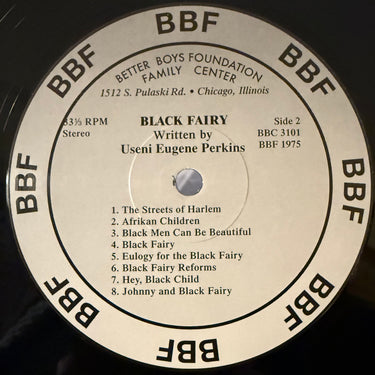 BBF BBF BBF BBF BBF BBF BBF BBF
BETTER BOYS FOUNDATION
FAMILY CENTER
1512 S. Pulaski Rd. • Chicago, Illinois
33⅓ RPM
Stereo
BLACK FAIRY
Written by
Useni Eugene Perkins
Side 2
BBC 3101
BBF 1975
1. The Streets of Harlem
2. Afrikan Children
3. Black Men Can Be Beautiful
4. Black Fairy
5. Eulogy for the Black Fairy
6. Black Fairy Reforms
7. Hey, Black Child
8. Johnny and Black Fairy